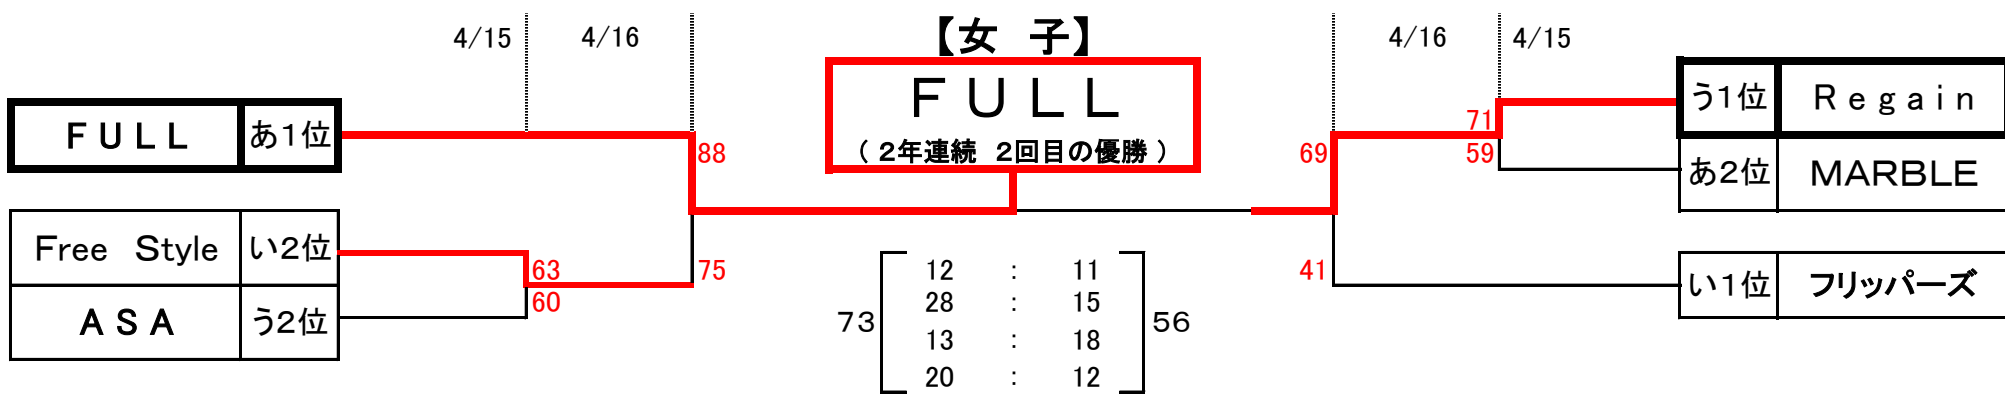 【女　子】
4/15
4/16
4/16
4/15
ＦＵＬＬ
（２年連続　２回目の優勝）
ＦＵＬＬ
あ1位
Free　Style
い2位
ＡＳＡ
う2位
88
63
60
75
う1位
Ｒｅｇａｉｎ
あ2位
MARBLE
い1位
フリッパーズ
71
59
69
41
73
12 : 11
28 : 15
13 : 18
20 : 12
56